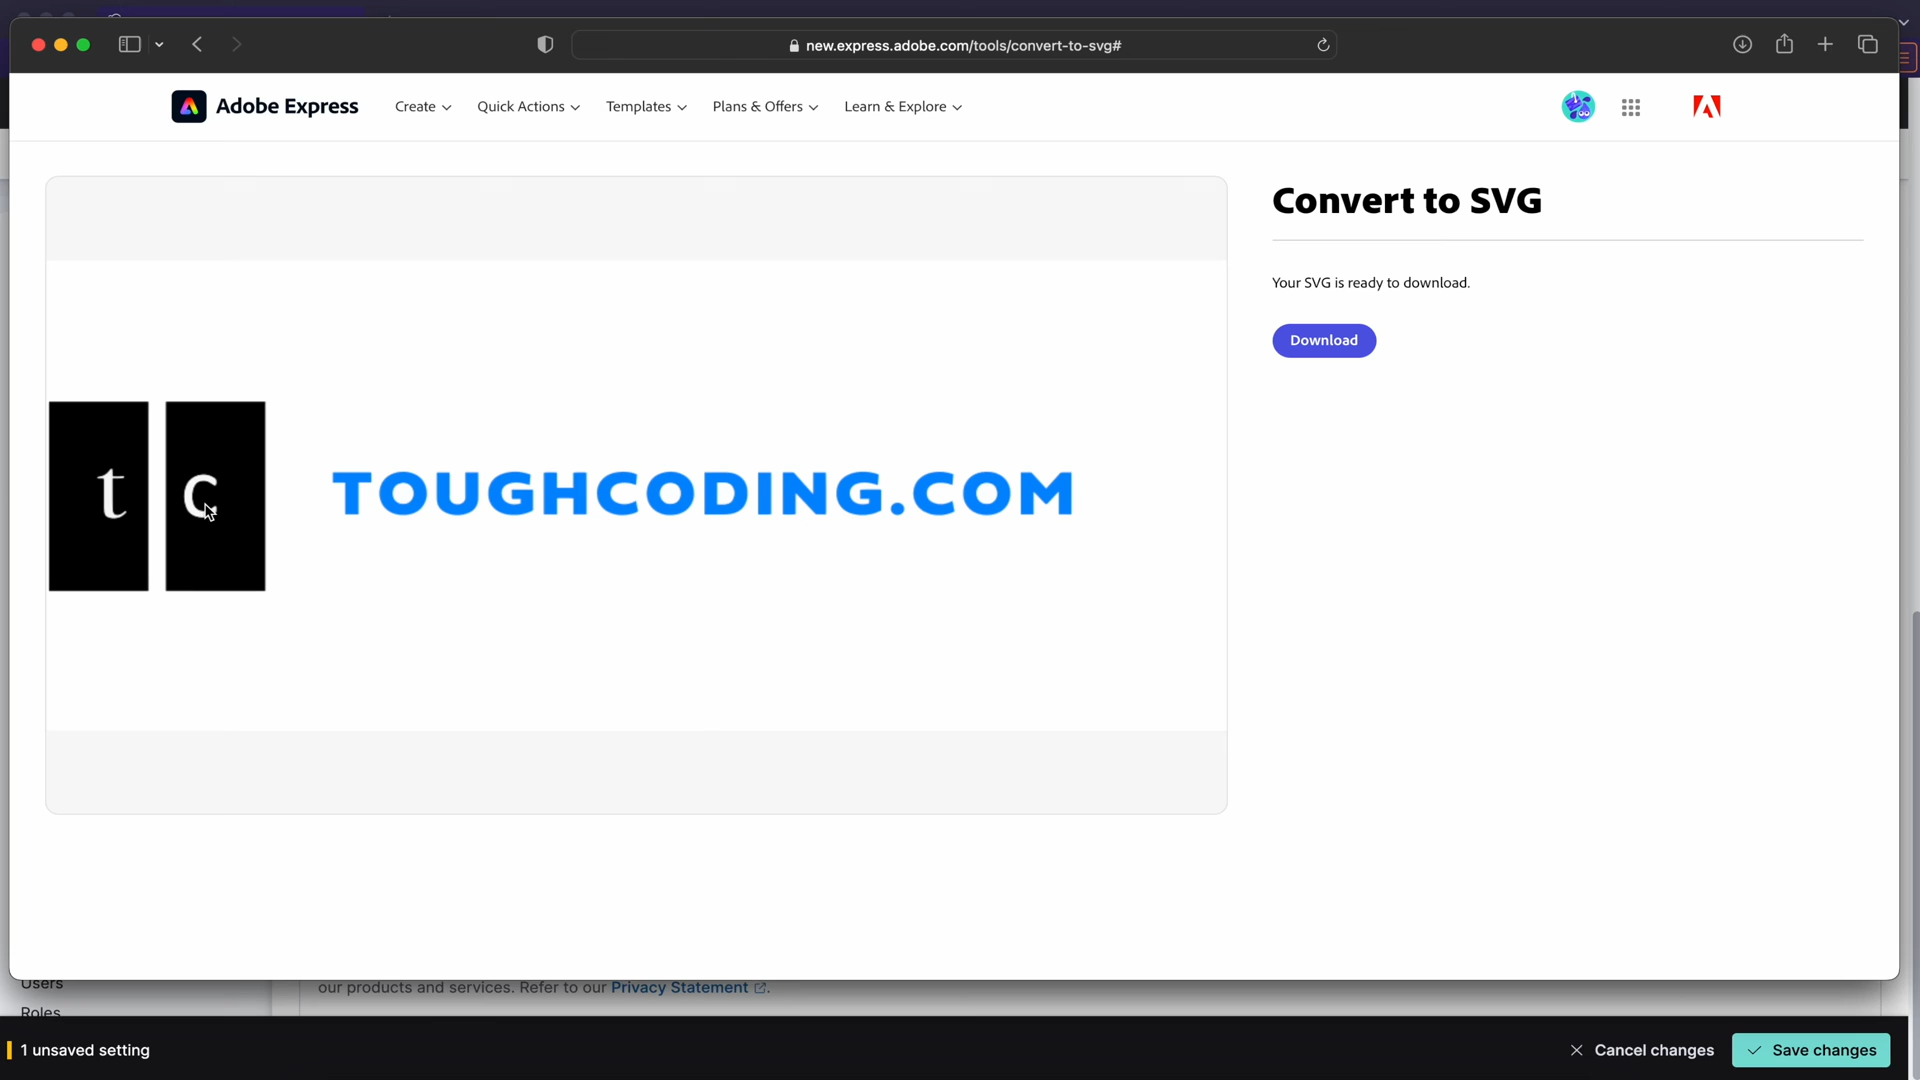 new.express.adobe.com/tools/convert-to-svg#
Adobe Express
Create
Quick Actions
Templates
Plans & Offers
Learn & Explore
Convert to SVG
Your SVG is ready to download.
Download
t c
TOUGHCODING.COM
Users
our products and services. Refer to our Privacy Statement.
Roles
1 unsaved setting
Cancel changes
Save changes